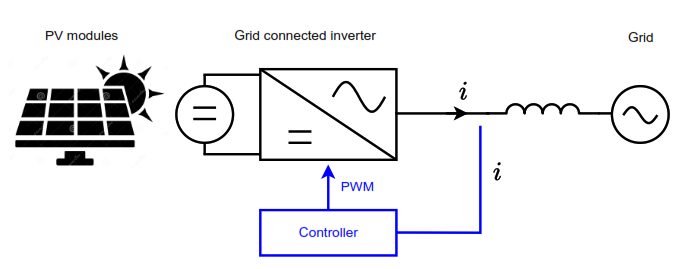 PV modules
Grid connected inverter
Grid
i
PWM
i
Controller